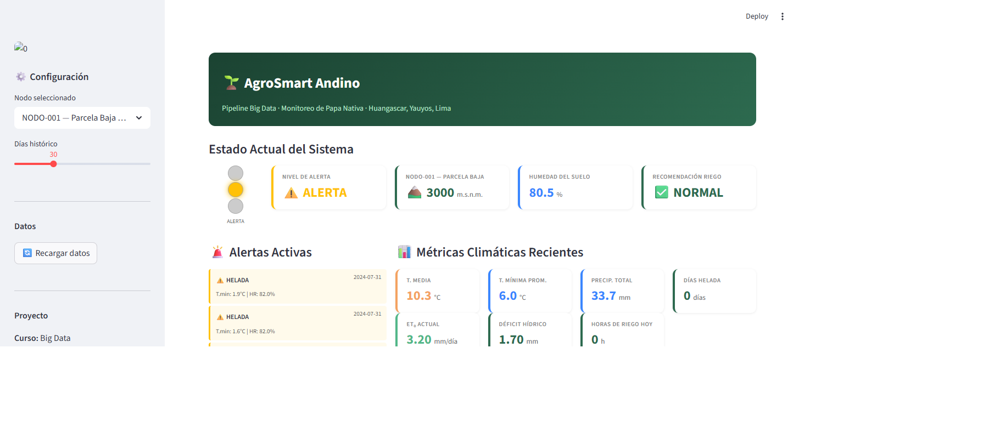 Deploy
0
Configuración
Nodo seleccionado
NODO-001 — Parcela Baja ...
Días histórico
30
Datos
Recargar datos
Proyecto
Curso: Big Data
AgroSmart Andino
Pipeline Big Data · Monitoreo de Papa Nativa · Huangascar, Yauyos, Lima
Estado Actual del Sistema
ALERTA
NIVEL DE ALERTA
ALERTA
NODO-001 — PARCELA BAJA
3000 m.s.n.m.
HUMEDAD DEL SUELO
80.5 %
RECOMENDACIÓN RIEGO
NORMAL
Alertas Activas
HELADA 2024-07-31
T.min: 1.9°C | HR: 82.0%
HELADA 2024-07-31
T.min: 1.6°C | HR: 82.0%
Métricas Climáticas Recientes
T. MEDIA
10.3 °C
T. MÍNIMA PROM.
6.0 °C
PRECIP. TOTAL
33.7 mm
DÍAS HELADA
0 días
ET₀ ACTUAL
3.20 mm/día
DÉFICIT HÍDRICO
1.70 mm
HORAS DE RIEGO HOY
0 h